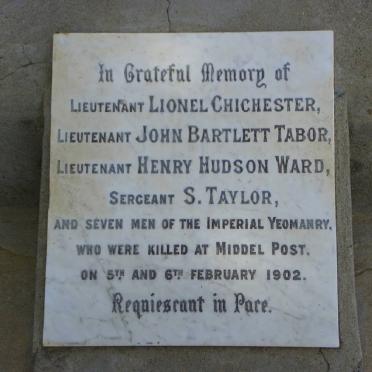 In Grateful Memory of
Lieutenant Lionel Chichester,
Lieutenant John Bartlett Tabor,
Lieutenant Henry Hudson Ward,
Sergeant S. Taylor,
and seven men of the Imperial Yeomanry.
who were killed at Middel Post.
on 5th and 6th February 1902.
Requiescant in Pace.